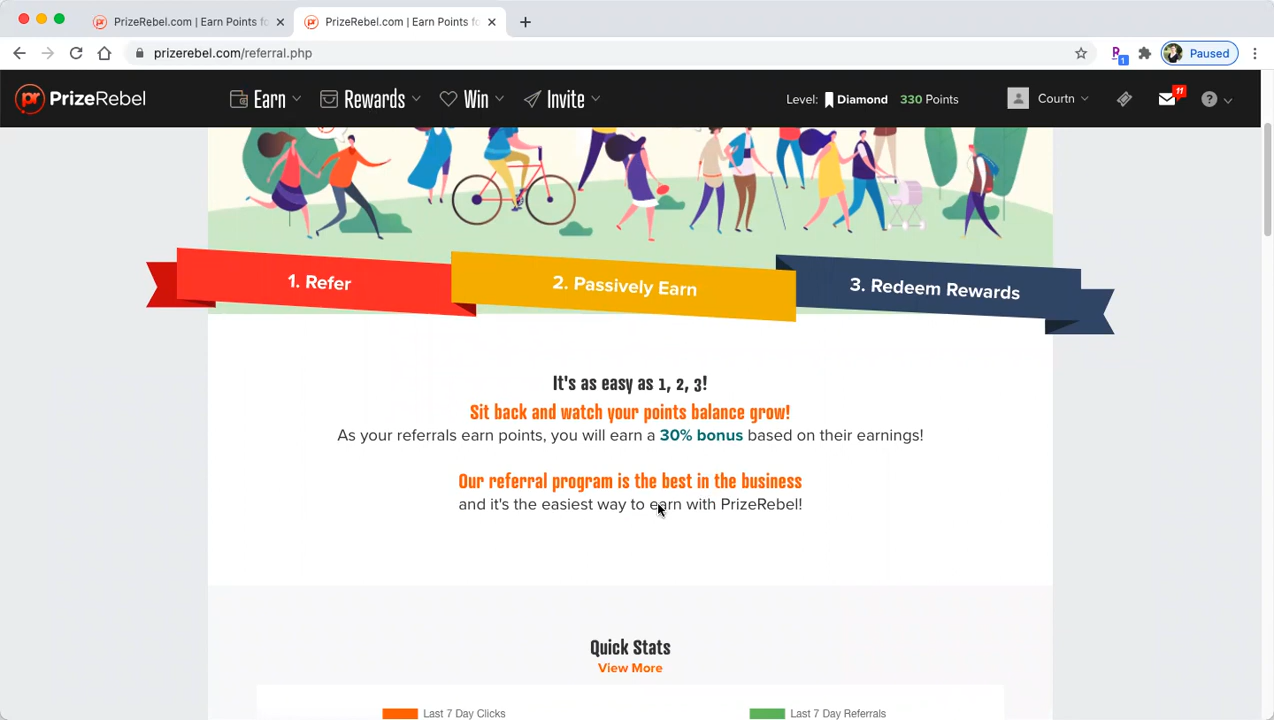 PrizeRebel.com | Earn Points fo
PrizeRebel.com | Earn Points fo
prizerebel.com/referral.php
R
1
Paused
pr PrizeRebel
Earn
Rewards
Win
Invite
Level: Diamond 330 Points
Courtn
11
?
1. Refer
2. Passively Earn
3. Redeem Rewards
It's as easy as 1, 2, 3!
Sit back and watch your points balance grow!
As your referrals earn points, you will earn a 30% bonus based on their earnings!
Our referral program is the best in the business
and it's the easiest way to earn with PrizeRebel!
Quick Stats
View More
Last 7 Day Clicks
Last 7 Day Referrals